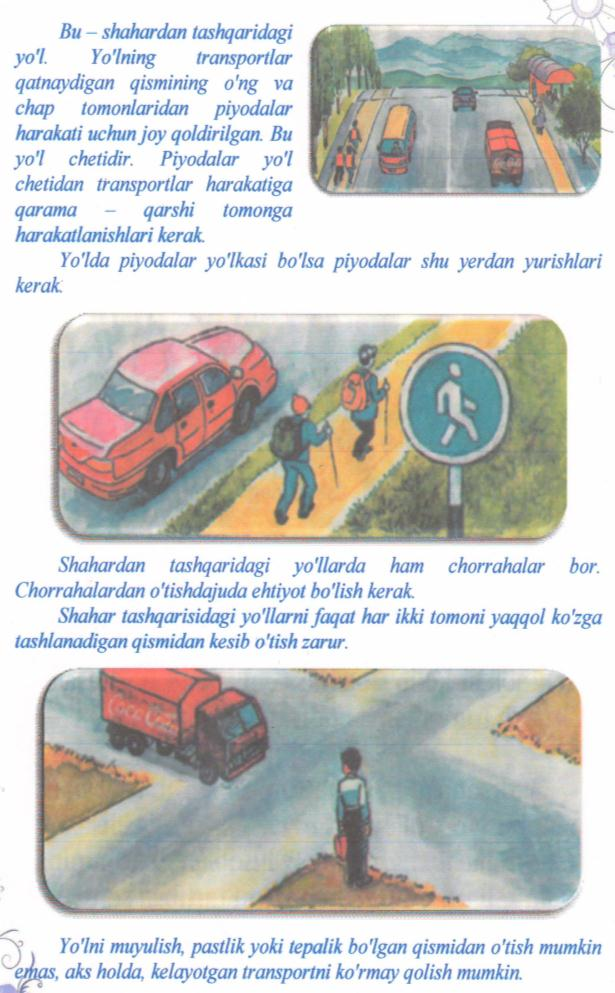 Bu – shahardan tashqaridagi
yo'l. Yo'lning transportlar
qatnaydigan qismining o'ng va
chap tomonlaridan piyodalar
harakati uchun joy qoldirilgan. Bu
yo'l chetidir. Piyodalar yo'l
chetidan transportlar harakatiga
qarama – qarshi tomonga
harakatlanishlari kerak.
Yo'lda piyodalar yo'lkasi bo'lsa piyodalar shu yerdan yurishlari
kerak.
Shahardan tashqaridagi yo'llarda ham chorrahalar bor.
Chorrahalardan o'tishdajuda ehtiyot bo'lish kerak.
Shahar tashqarisidagi yo'llarni faqat har ikki tomoni yaqqol ko'zga
tashlanadigan qismidan kesib o'tish zarur.
Coca Cola
Yo'lni muyulish, pastlik yoki tepalik bo'lgan qismidan o'tish mumkin
emas, aks holda, kelayotgan transportni ko'rmay qolish mumkin.